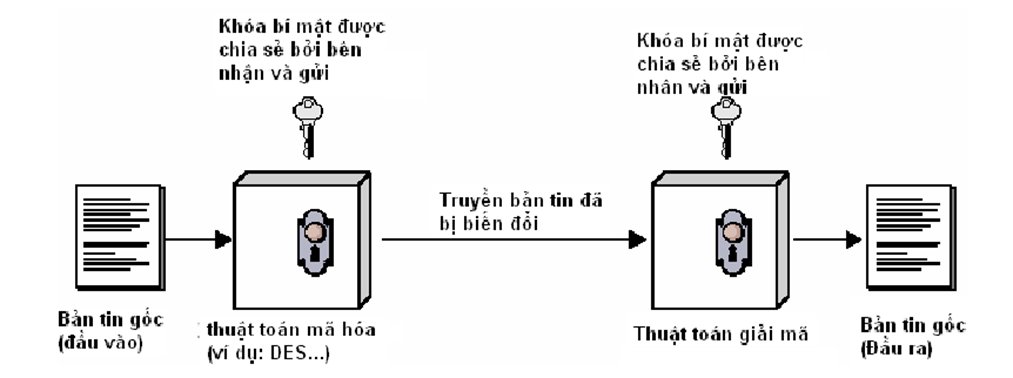 Khóa bí mật được
chia sẻ bởi bên
nhận và gửi
Khóa bí mật được
chia sẻ bởi bên
nhân và gửi
Truyền bản tin đã
bị biến đổi
Bản tin gốc
(đầu vào)
thuật toán mã hóa
(ví dụ: DES...)
Thuật toán giải mã
Bản tin gốc
(Đầu ra)